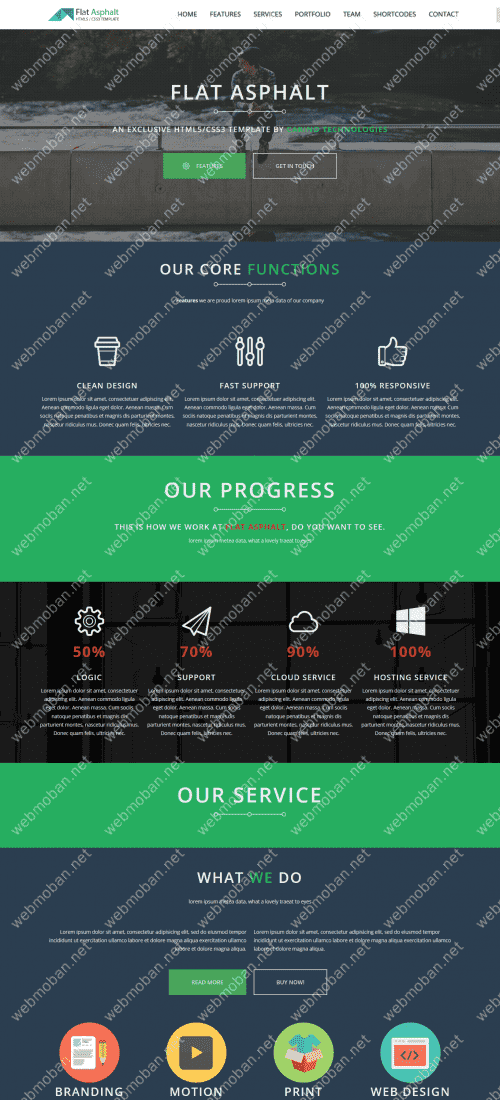 Flat Asphalt
HTML5 / CSS3 TEMPLATE
HOME FEATURES SERVICES PORTFOLIO TEAM SHORTCODES CONTACT
FLAT ASPHALT
AN EXCLUSIVE HTML5/CSS3 TEMPLATE BY
TECHNOLOGIES
FEATURES
GET IN TOUCH
OUR CORE FUNCTIONS
Features we are proud lorem ipsum meta data of our company
CLEAN DESIGN
Lorem ipsum dolor sit amet, consectetuer adipiscing elit.
Aenean commodo ligula eget dolor. Aenean massa. Cum
sociis natoque penatibus et magnis dis parturient montes,
nascetur ridiculus mus. Donec quam felis, ultricies nec.
FAST SUPPORT
Lorem ipsum dolor sit amet, consectetuer adipiscing elit.
Aenean commodo ligula eget dolor. Aenean massa. Cum
sociis natoque penatibus et magnis dis parturient montes,
nascetur ridiculus mus. Donec quam felis, ultricies nec.
100% RESPONSIVE
Lorem ipsum dolor sit amet, consectetuer adipiscing elit.
Aenean commodo ligula eget dolor. Aenean massa. Cum
sociis natoque penatibus et magnis dis parturient montes,
nascetur ridiculus mus. Donec quam felis, ultricies nec.
OUR PROGRESS
THIS IS HOW WE WORK AT FLAT ASPHALT. DO YOU WANT TO SEE.
lorem ipsum metea data, what a lovely traest to eyes
50%
LOGIC
Lorem ipsum dolor sit amet, consectetuer
adipiscing elit. Aenean commodo ligula
eget dolor. Aenean massa. Cum sociis
natoque penatibus et magnis dis
parturient montes, nascetur ridiculus mus.
Donec quam felis, ultricies nec.
70%
SUPPORT
Lorem ipsum dolor sit amet, consectetuer
adipiscing elit. Aenean commodo ligula
eget dolor. Aenean massa. Cum sociis
natoque penatibus et magnis dis
parturient montes, nascetur ridiculus mus.
Donec quam felis, ultricies nec.
90%
CLOUD SERVICE
Lorem ipsum dolor sit amet, consectetuer
adipiscing elit. Aenean commodo ligula
eget dolor. Aenean massa. Cum sociis
natoque penatibus et magnis dis
parturient montes, nascetur ridiculus mus.
Donec quam felis, ultricies nec.
100%
HOSTING SERVICE
Lorem ipsum dolor sit amet, consectetuer
adipiscing elit. Aenean commodo ligula
eget dolor. Aenean massa. Cum sociis
natoque penatibus et magnis dis
parturient montes, nascetur ridiculus mus.
Donec quam felis, ultricies nec.
OUR SERVICE
WHAT WE DO
lorem ipsum metea data, what a lovely traest to eyes
Lorem ipsum dolor sit amet, consectetur adipisicing elit, sed do eiusmod tempor
incididunt ut exercitation ullamco labore et dolore magna aliqua exercitation ullamco
labore et dolore magna aliqua.
Lorem ipsum dolor sit amet, consectetur adipisicing elit, sed do eiusmod tempor
incididunt ut exercitation ullamco labore et dolore magna aliqua exercitation ullamco
labore et dolore magna aliqua.
READ MORE
BUY NOW!
BRANDING
MOTION
PRINT
WEB DESIGN
webmoban.net